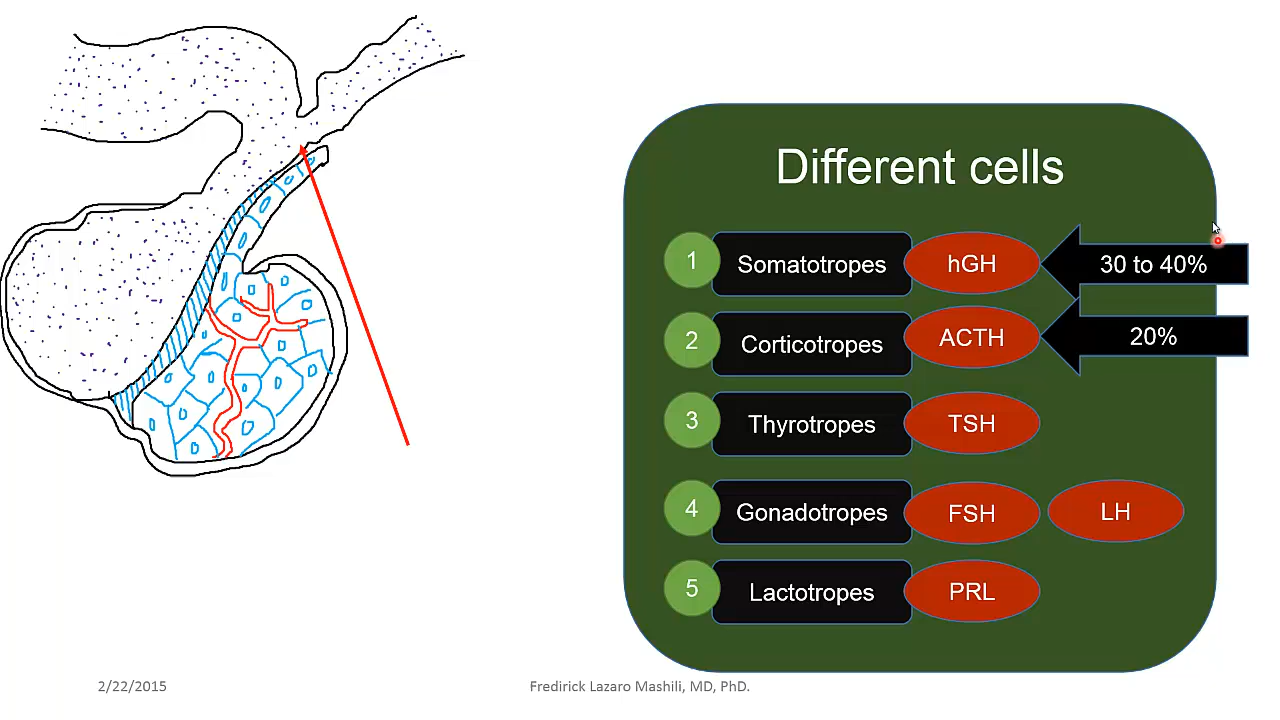 Different cells
1 Somatotropes hGH 30 to 40%
2 Corticotropes ACTH 20%
3 Thyrotropes TSH
4 Gonadotropes FSH LH
5 Lactotropes PRL
2/22/2015 Fredirick Lazaro Mashili, MD, PhD.